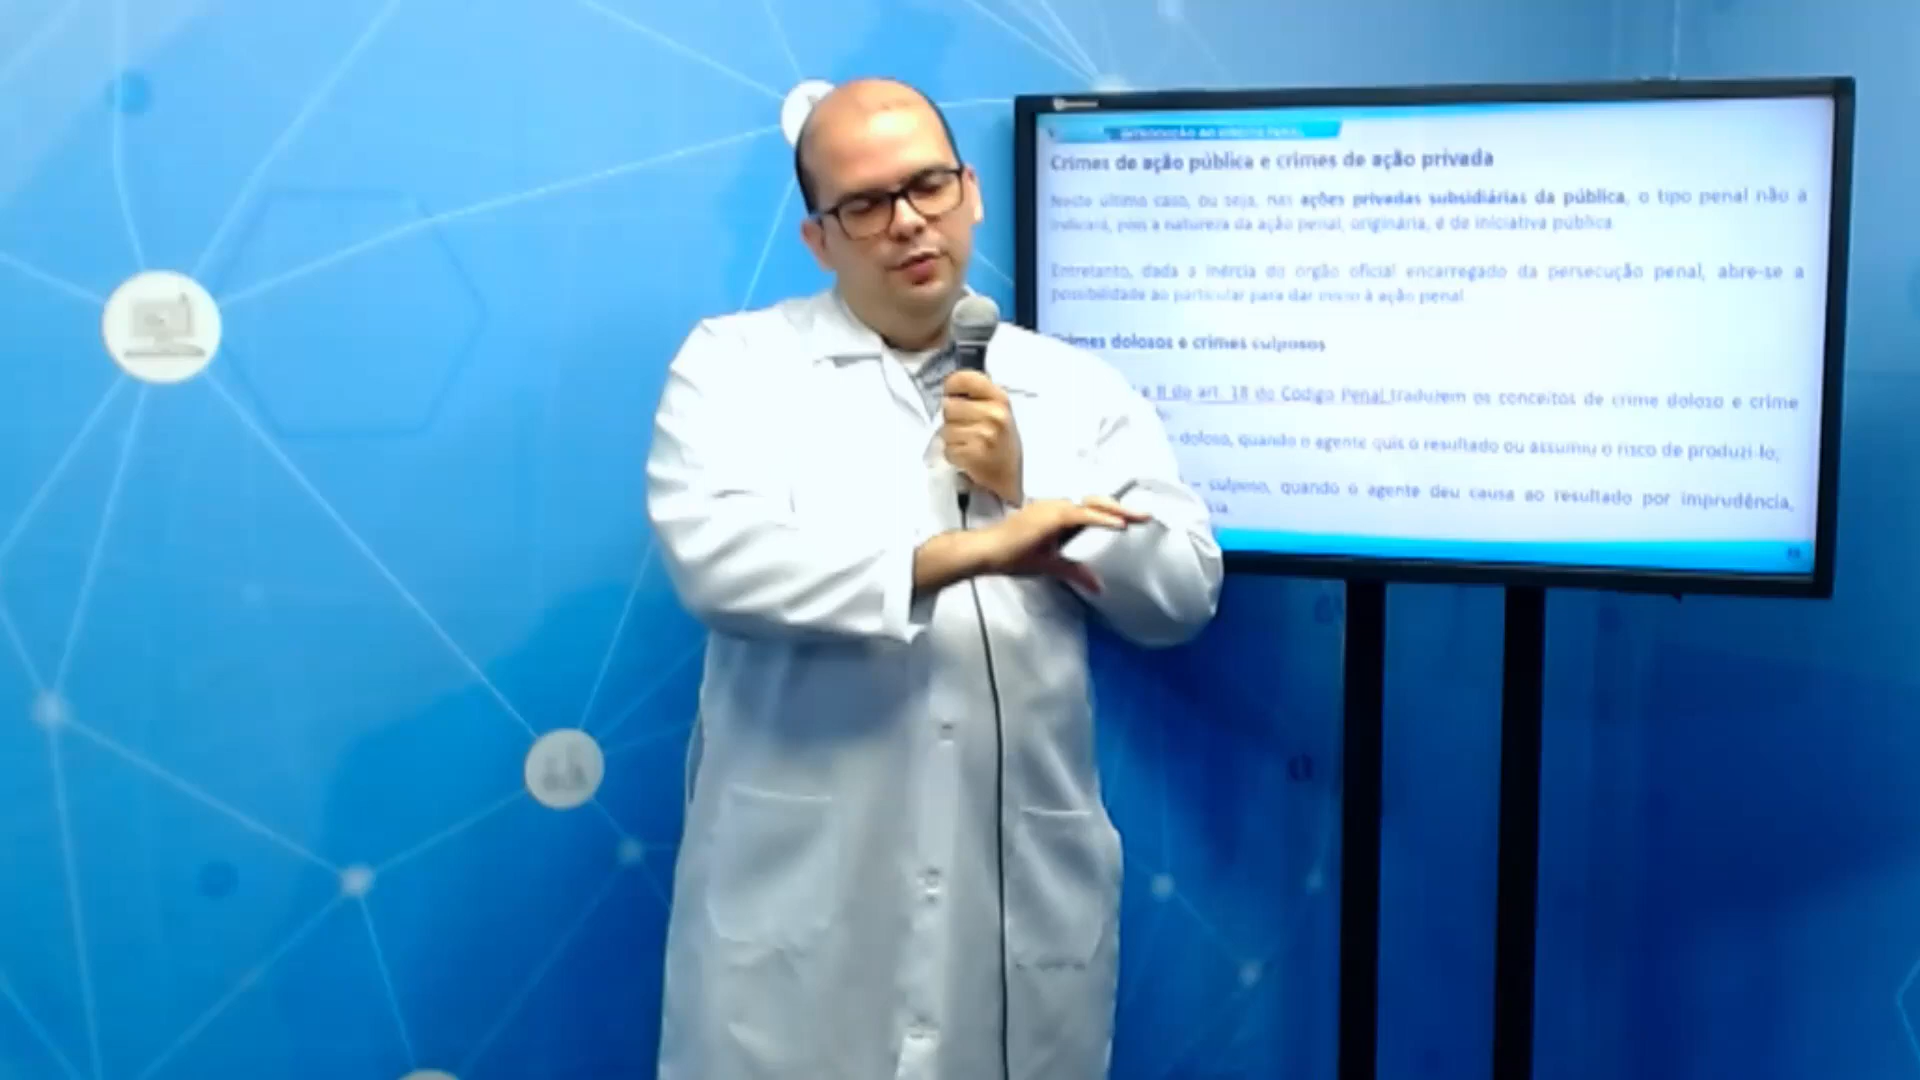 INTRODUÇÃO AO DIREITO PENAL
Crimes de ação pública e crimes de ação privada
Neste último caso, ou seja, nas ações privadas subsidiárias da pública, o tipo penal não a
indicará, pois a natureza da ação penal, originária, é de iniciativa pública.
Entretanto, dada a inércia do órgão oficial encarregado da persecução penal, abre-se a
possibilidade ao particular para dar início à ação penal.
Crimes dolosos e crimes culposos
I e II do art. 18 do Código Penal traduzem os conceitos de crime doloso e crime
– doloso, quando o agente quis o resultado ou assumiu o risco de produzi-lo;
– culposo, quando o agente deu causa ao resultado por imprudência,